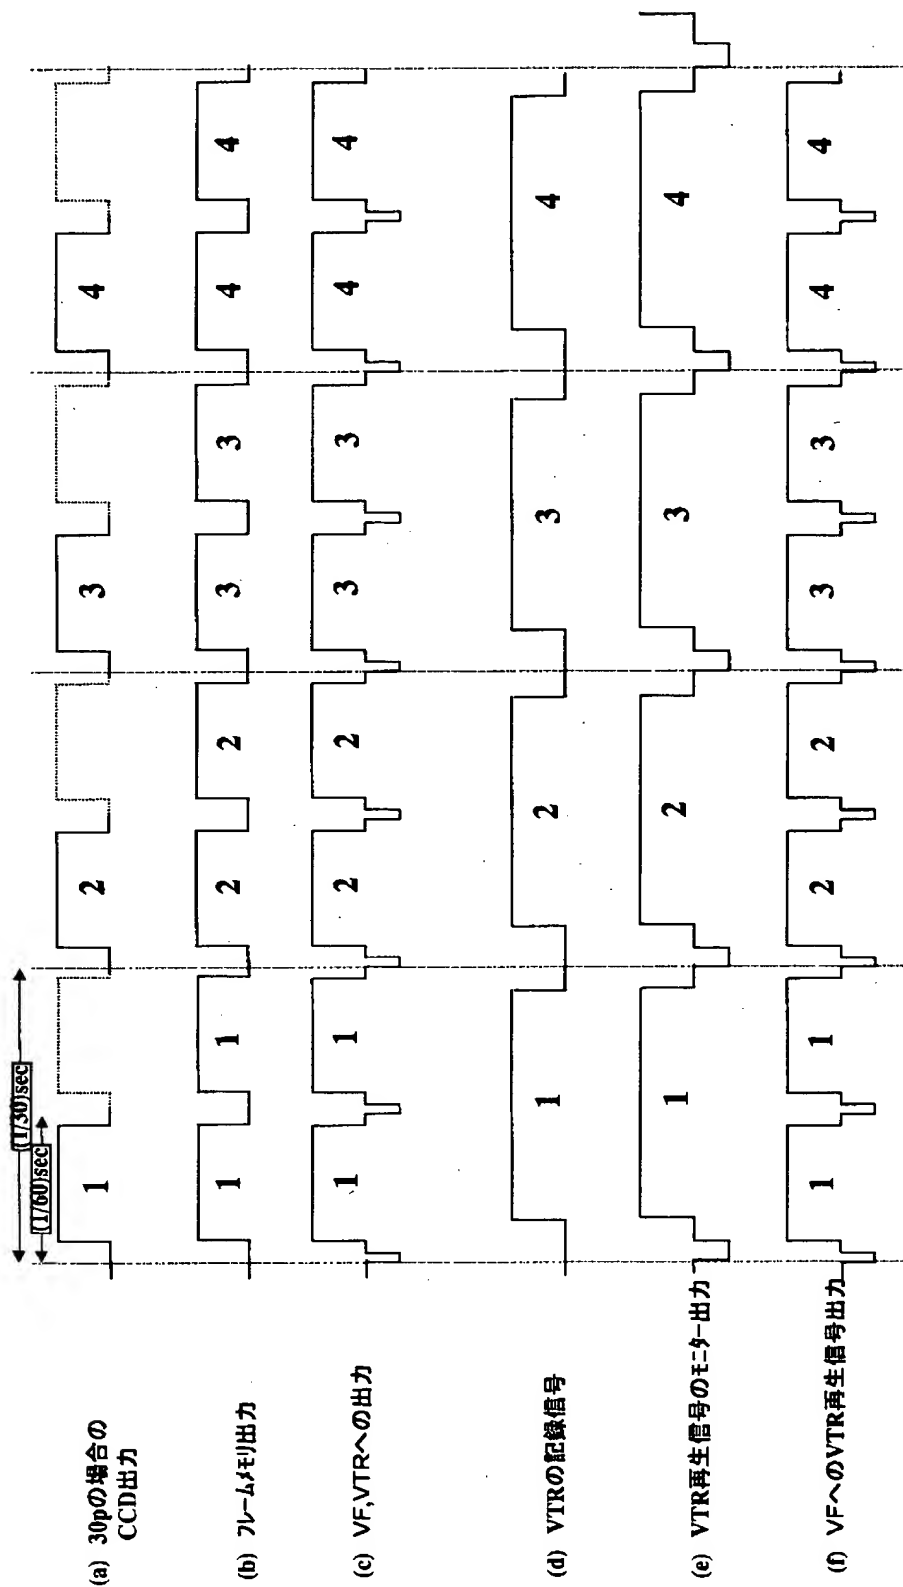 (1/30)sec
(1/60)sec
(a) 30pの場合の
CCD出力
1 2 3 4
(b) フレームメモリ出力
1 1 2 2 3 3 4 4
(c) VF,VTRへの出力
1 1 2 2 3 3 4 4
(d) VTRの記録信号
1 2 3 4
(e) VTR再生信号のモニター出力
1 2 3 4
(f) VFへのVTR再生信号出力
1 1 2 2 3 3 4 4